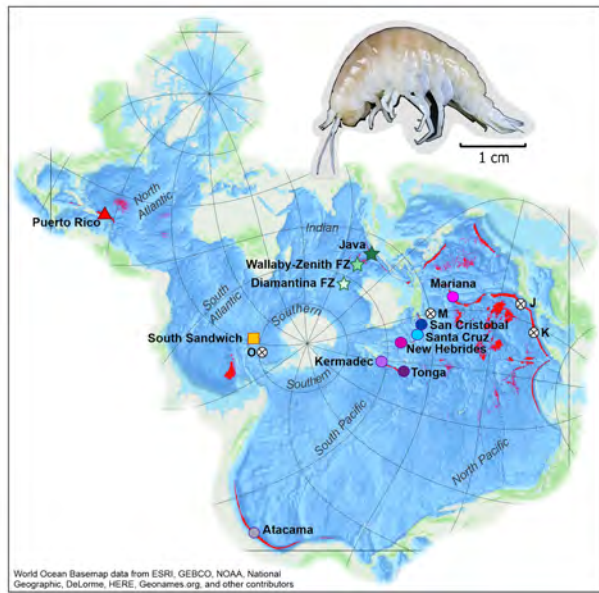 1 cm
North
Atlantic
Puerto Rico
Indian
Java
Wallaby-Zenith FZ
Diamantina FZ
Mariana
J
M
South
Atlantic
Southern
San Cristobal
K
Santa Cruz
South Sandwich
New Hebrides
O
Kermadec
Tonga
Southern
South Pacific
North Pacific
Atacama
World Ocean Basemap data from ESRI, GEBCO, NOAA, National
Geographic, DeLorme, HERE, Geonames.org, and other contributors